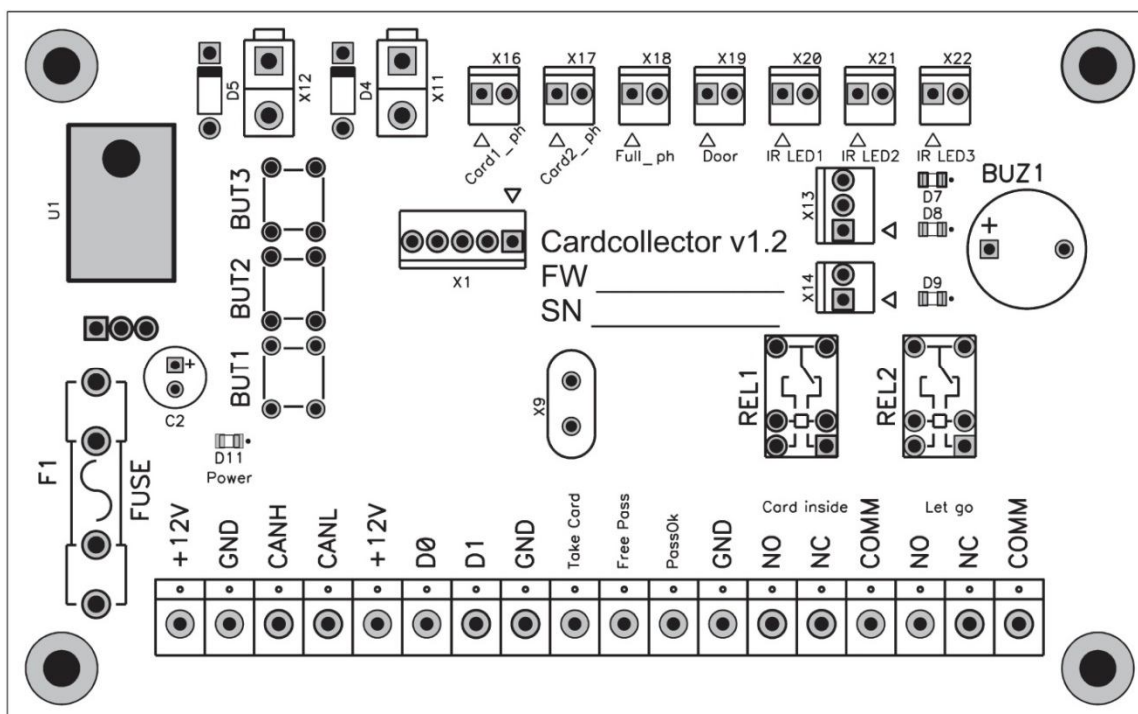 X16
X17
X18
X19
X20
X21
X22
D5
X12
D4
X11
Card1_ph
Card2_ph
Full_ph
Door
IR LED1
IR LED2
IR LED3
U1
BUT3
X13
D7
D8
BUZ1
+
X1
Cardcollector v1.2
BUT2
FW
X14
D9
SN
BUT1
+
C2
X9
REL1
REL2
D11
Power
F1
FUSE
Card inside
Let go
+12V
GND
CANH
CANL
+12V
D0
D1
GND
Take Card
Free Pass
PassOk
GND
NO
NC
COMM
NO
NC
COMM